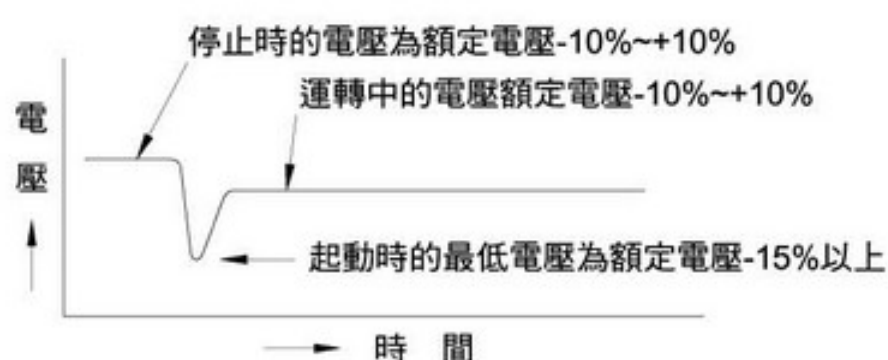 停止時的電壓為額定電壓-10%~+10%
運轉中的電壓額定電壓-10%~+10%
電壓
起動時的最低電壓為額定電壓-15%以上
時 間